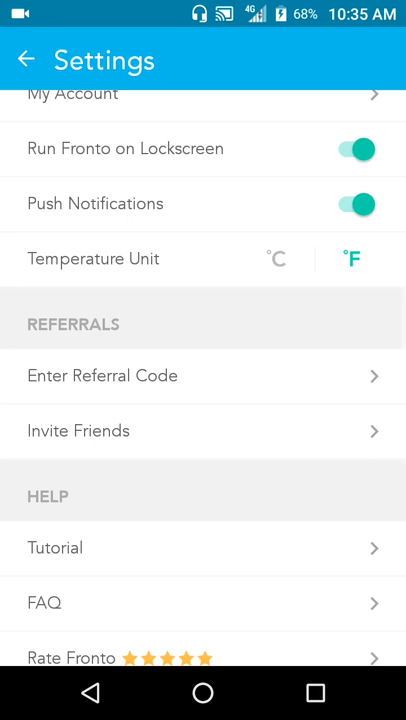 4G 68% 10:35 AM
Settings
My Account
Run Fronto on Lockscreen
Push Notifications
Temperature Unit °C °F
REFERRALS
Enter Referral Code
Invite Friends
HELP
Tutorial
FAQ
Rate Fronto